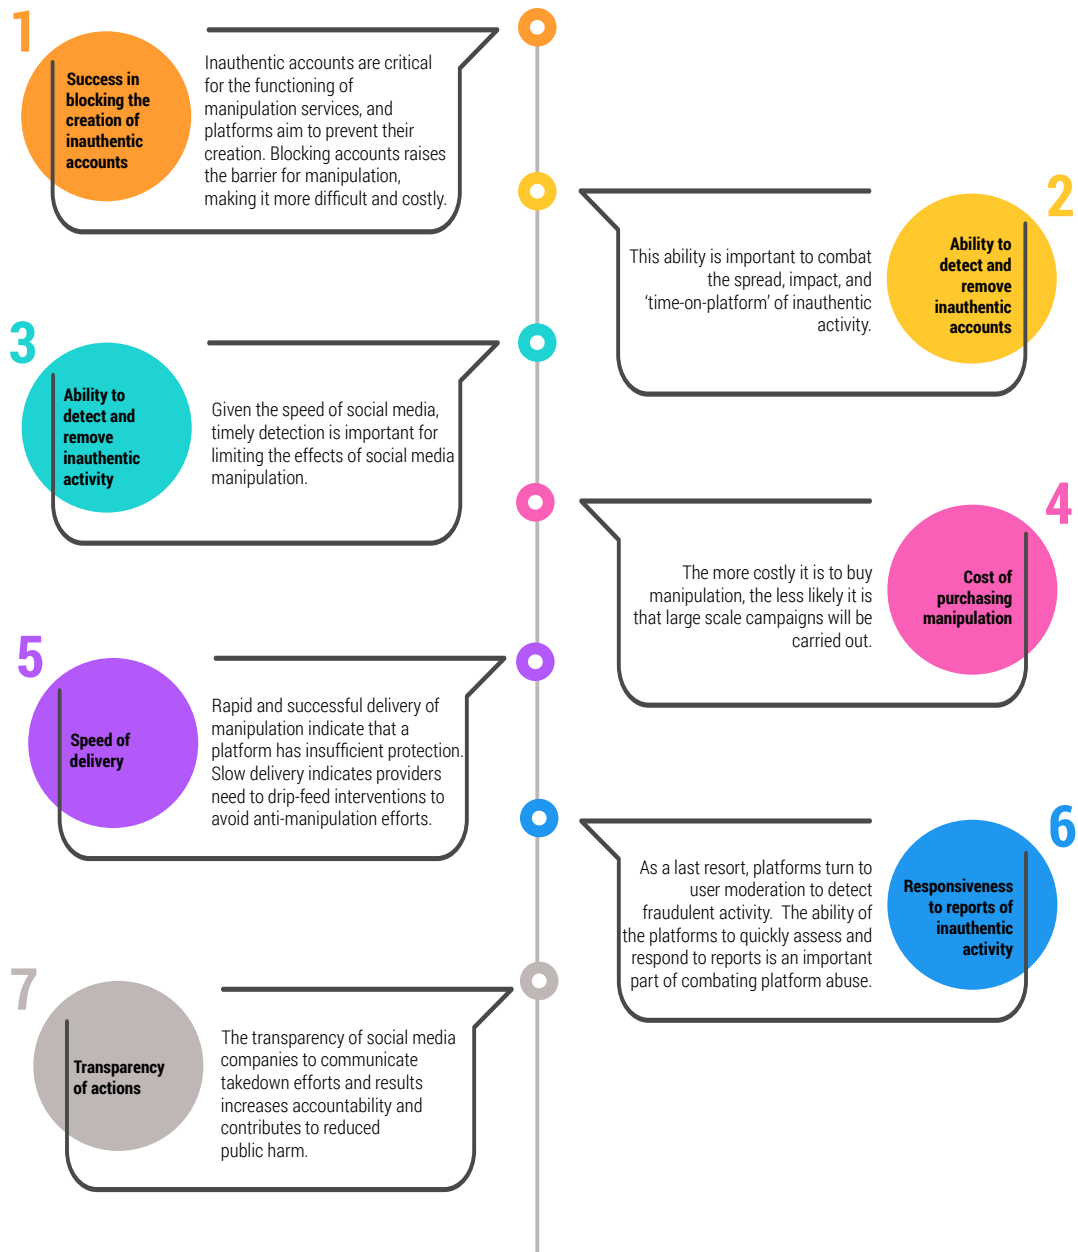 1
Success in
blocking the
creation of
inauthentic
accounts
Inauthentic accounts are critical
for the functioning of
manipulation services, and
platforms aim to prevent their
creation. Blocking accounts raises
the barrier for manipulation,
making it more difficult and costly.
2
Ability to
detect and
remove
inauthentic
accounts
This ability is important to combat
the spread, impact, and
‘time-on-platform’ of inauthentic
activity.
3
Ability to
detect and
remove
inauthentic
activity
Given the speed of social media,
timely detection is important for
limiting the effects of social media
manipulation.
4
Cost of
purchasing
manipulation
The more costly it is to buy
manipulation, the less likely it is
that large scale campaigns will be
carried out.
5
Speed of
delivery
Rapid and successful delivery of
manipulation indicate that a
platform has insufficient protection.
Slow delivery indicates providers
need to drip-feed interventions to
avoid anti-manipulation efforts.
6
Responsiveness
to reports of
inauthentic
activity
As a last resort, platforms turn to
user moderation to detect
fraudulent activity.  The ability of
the platforms to quickly assess and
respond to reports is an important
part of combating platform abuse.
7
Transparency
of actions
The transparency of social media
companies to communicate
takedown efforts and results
increases accountability and
contributes to reduced
public harm.